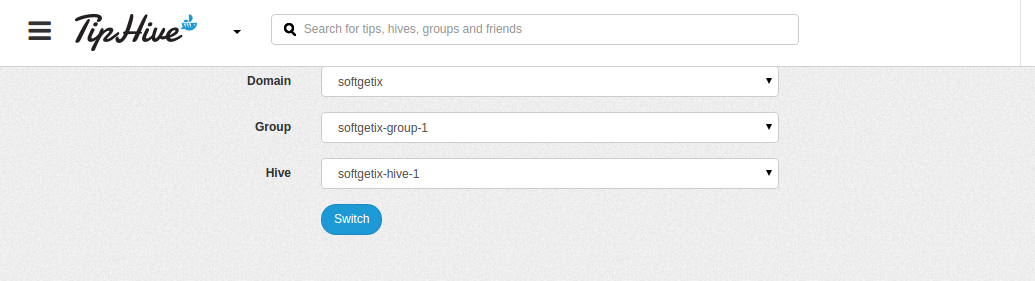 TipHive
Search for tips, hives, groups and friends
Domain
softgetix
Group
softgetix-group-1
Hive
softgetix-hive-1
Switch